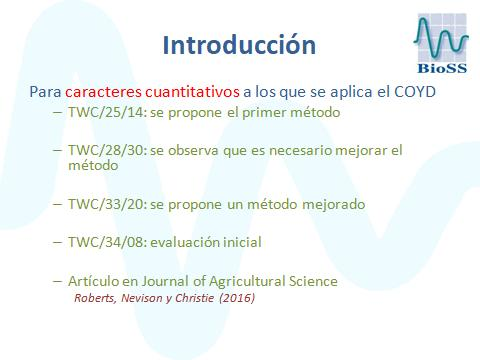 Introducción
BioSS
Para caracteres cuantitativos a los que se aplica el COYD
– TWC/25/14: se propone el primer método
– TWC/28/30: se observa que es necesario mejorar el
método
– TWC/33/20: se propone un método mejorado
– TWC/34/08: evaluación inicial
– Artículo en Journal of Agricultural Science
Roberts, Nevison y Christie (2016)